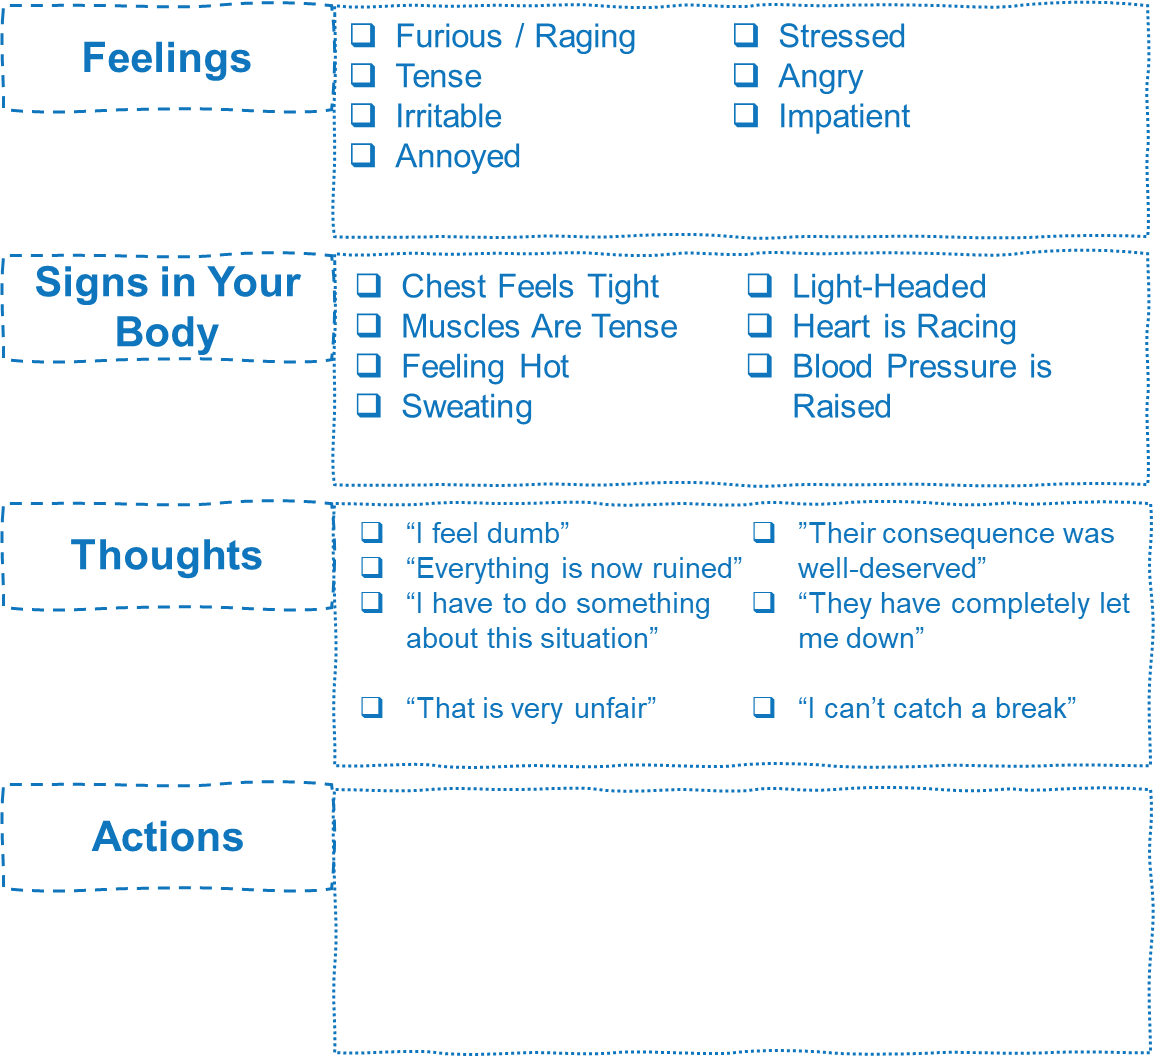 Feelings
❑ Furious / Raging
❑ Tense
❑ Irritable
❑ Annoyed
❑ Stressed
❑ Angry
❑ Impatient
Signs in Your
Body
❑ Chest Feels Tight
❑ Muscles Are Tense
❑ Feeling Hot
❑ Sweating
❑ Light-Headed
❑ Heart is Racing
❑ Blood Pressure is
Raised
Thoughts
❑ “I feel dumb”
❑ “Everything is now ruined”
❑ “I have to do something
about this situation”
❑ “That is very unfair”
❑ ”Their consequence was
well-deserved”
❑ “They have completely let
me down”
❑ “I can’t catch a break”
Actions